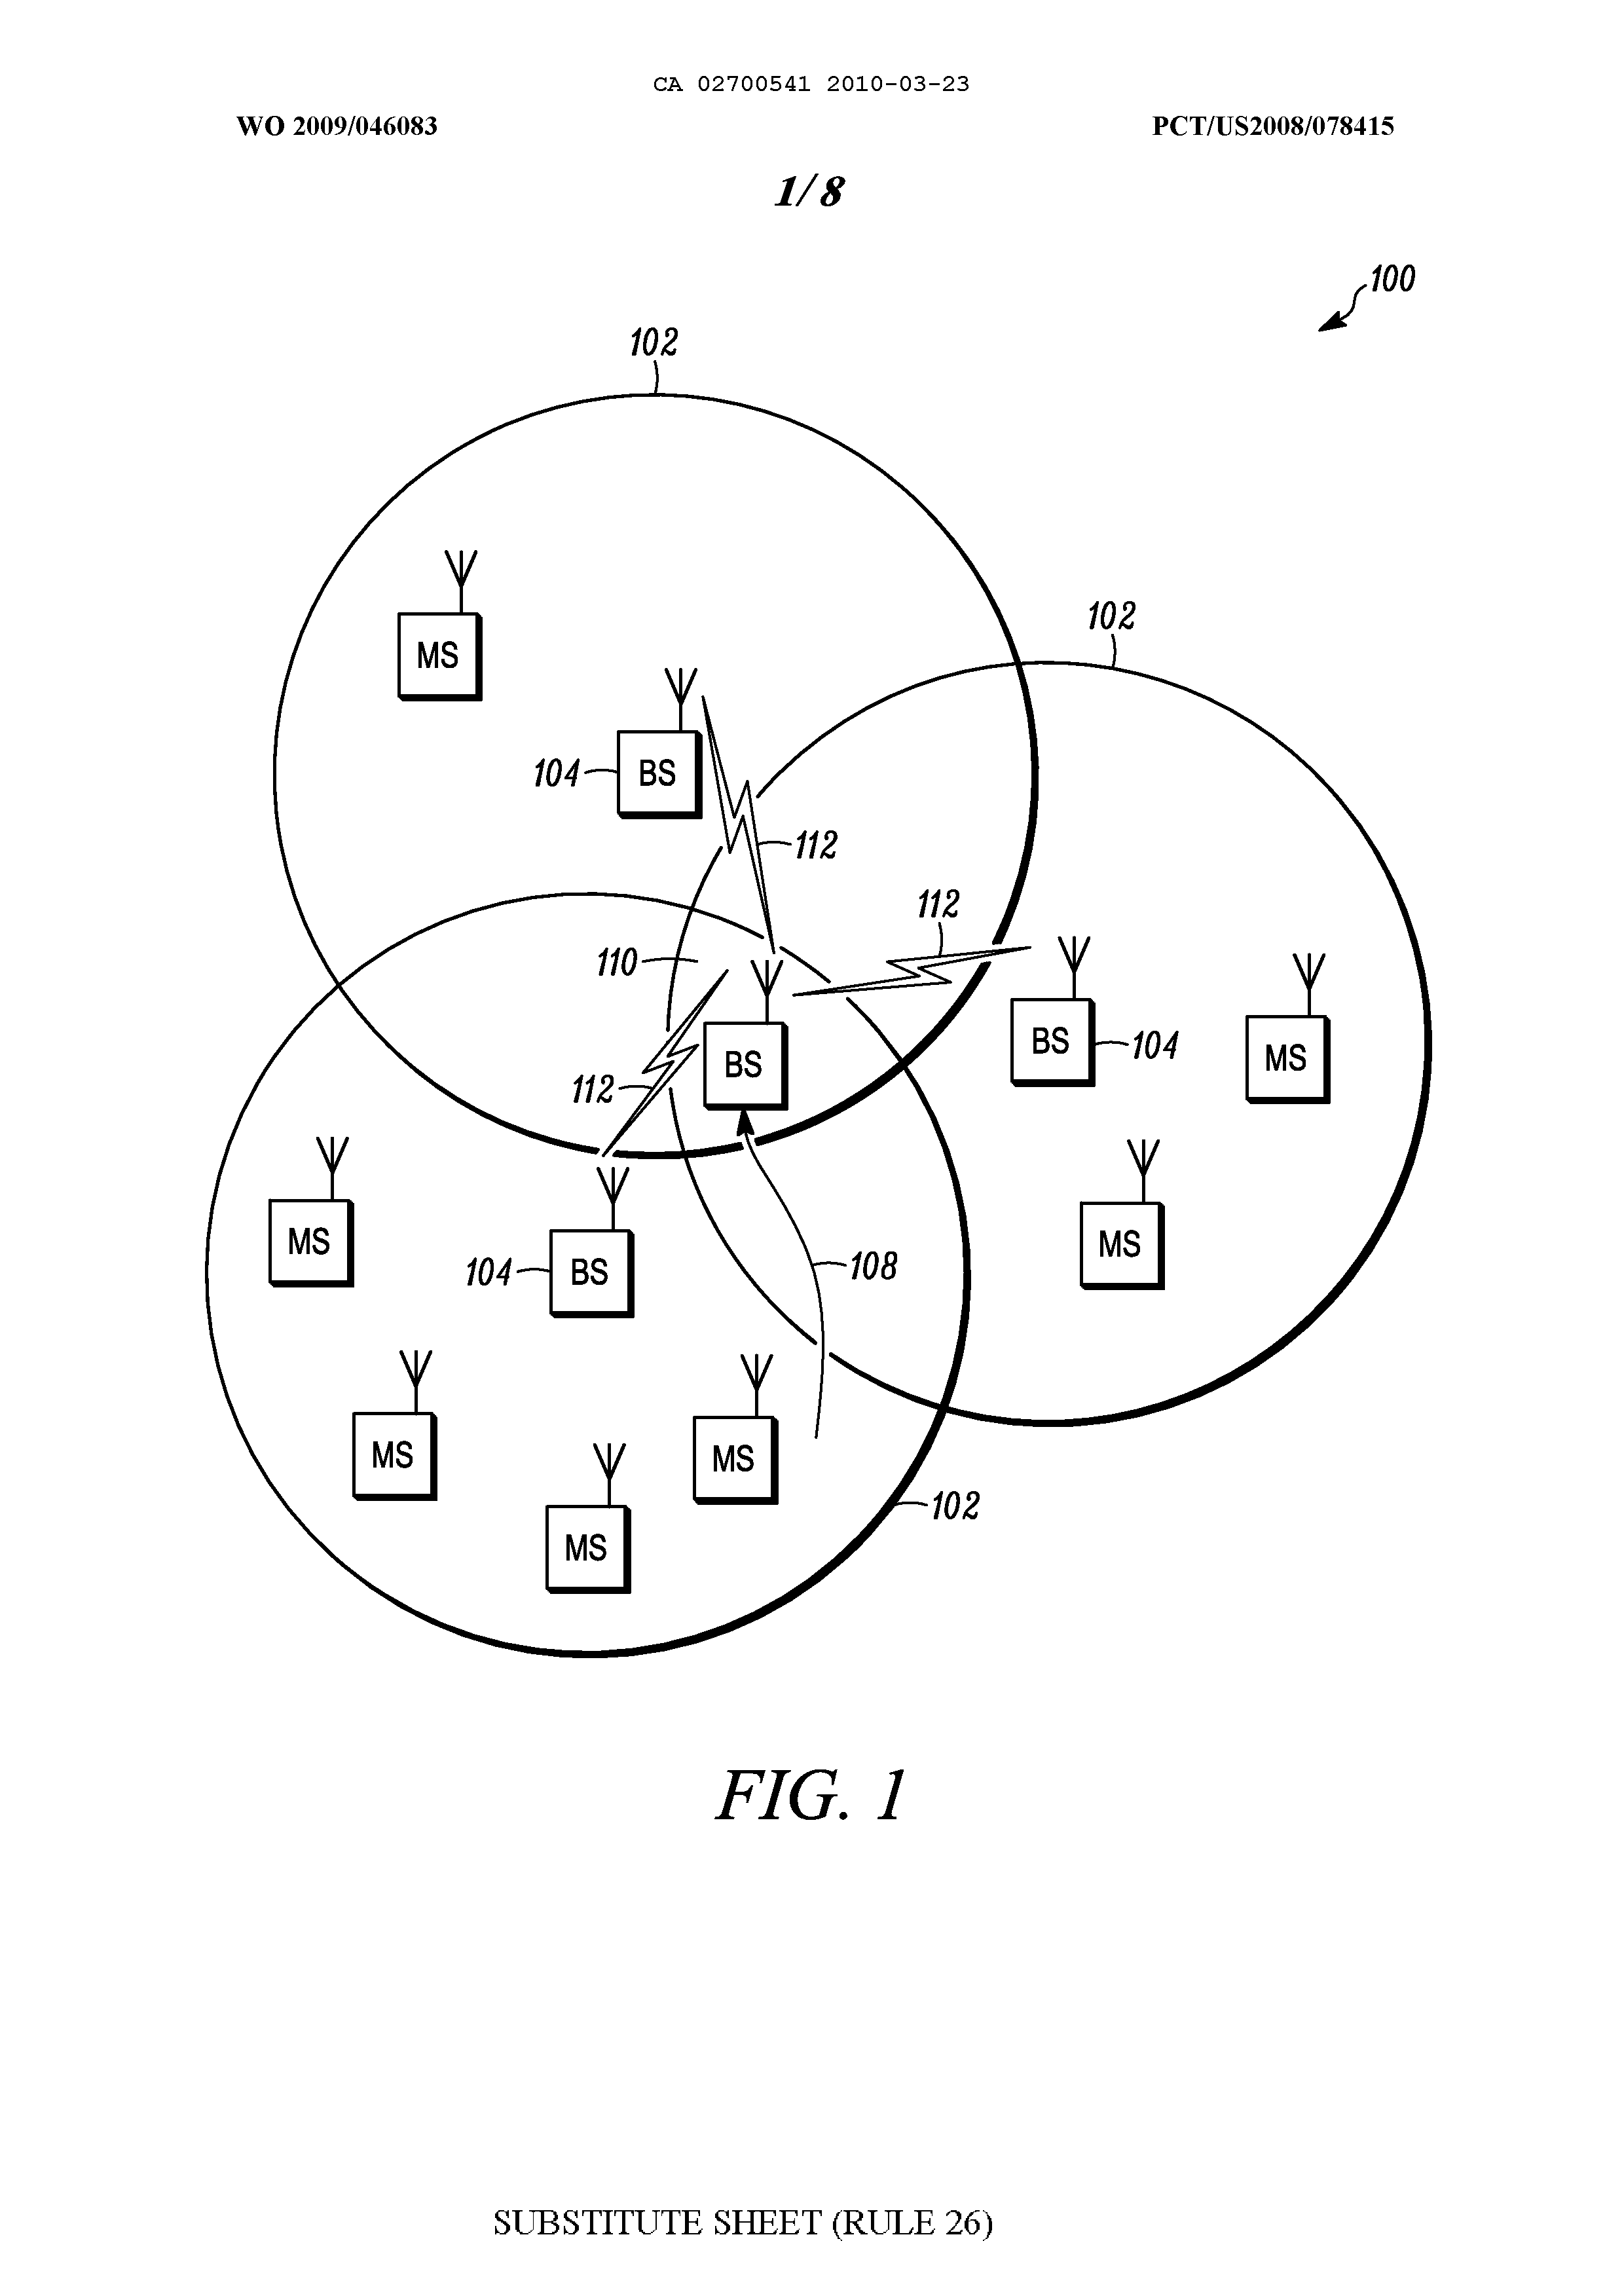 CA 02700541 2010-03-23
WO 2009/046083
PCT/US2008/078415
1/8
100
102
102
MS
104
BS
112
112
110
BS
BS
104
MS
112
MS
MS
104
BS
108
MS
MS
MS
102
FIG. 1
SUBSTITUTE SHEET (RULE 26)